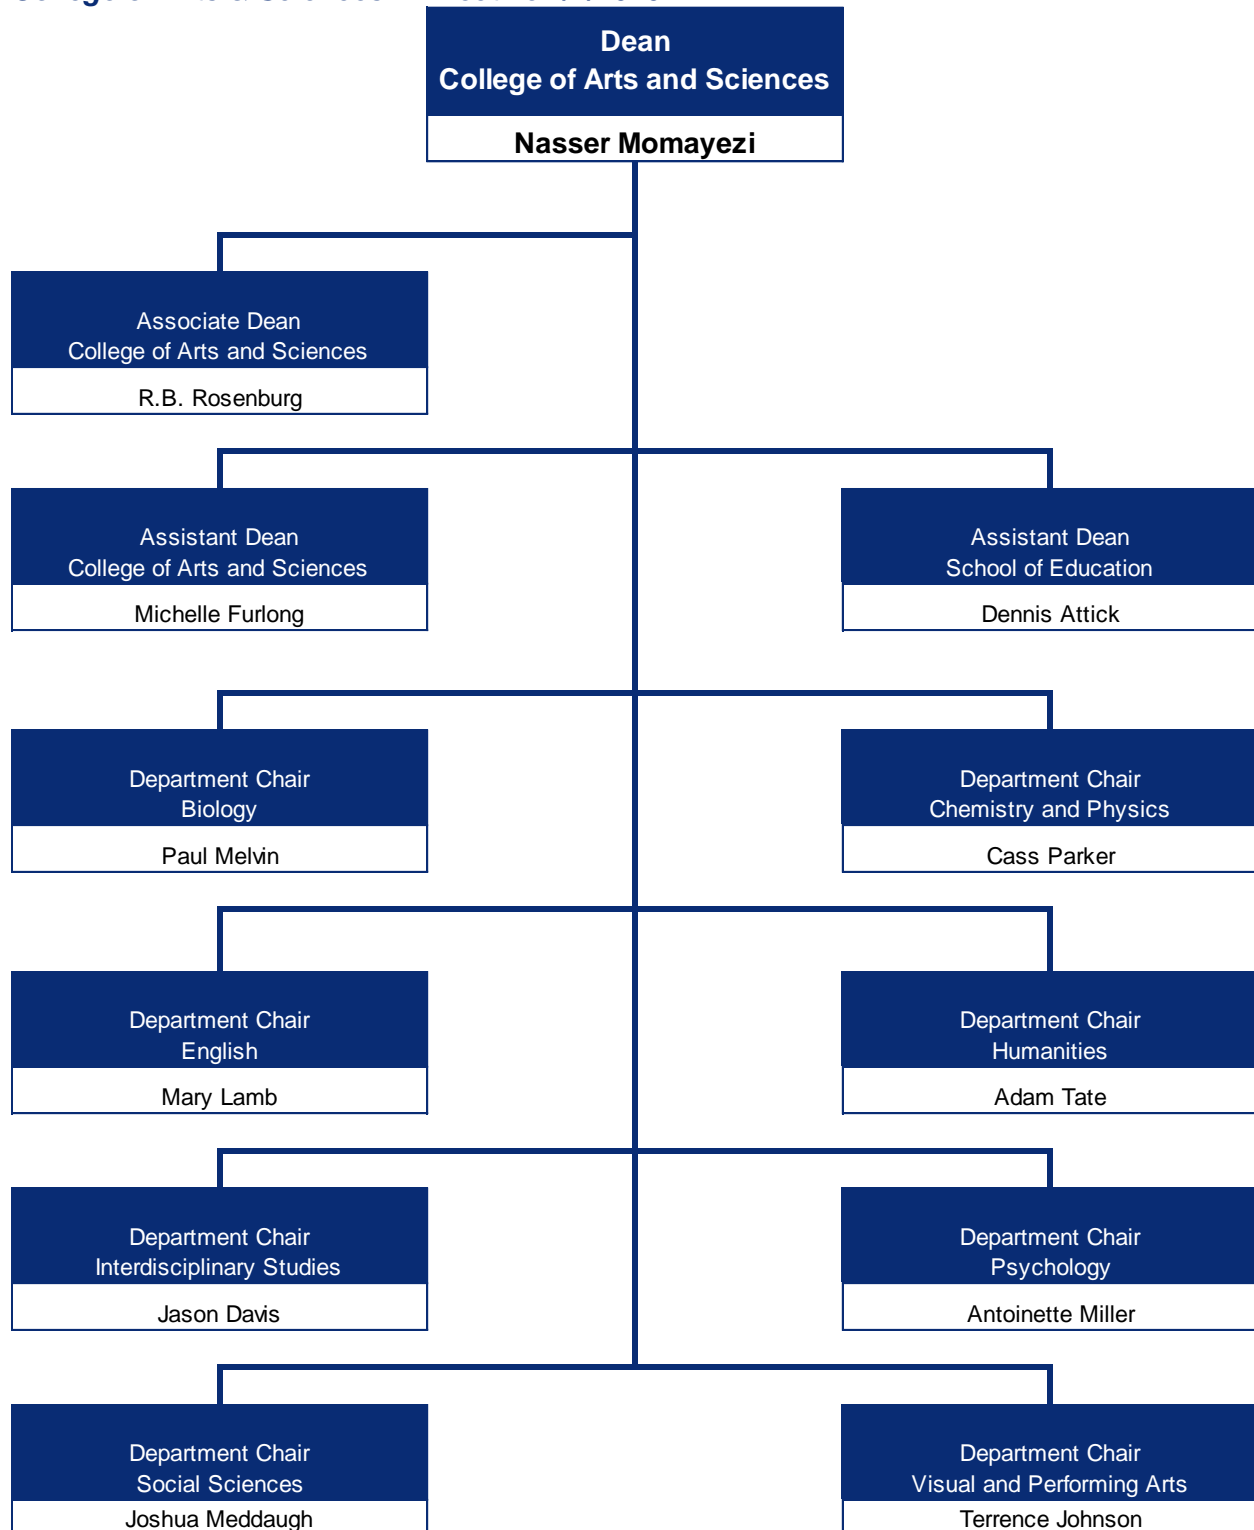 Dean
College of Arts and Sciences
Nasser Momayezi
Associate Dean
College of Arts and Sciences
R.B. Rosenburg
Assistant Dean
College of Arts and Sciences
Michelle Furlong
Assistant Dean
School of Education
Dennis Attick
Department Chair
Biology
Paul Melvin
Department Chair
Chemistry and Physics
Cass Parker
Department Chair
English
Mary Lamb
Department Chair
Humanities
Adam Tate
Department Chair
Interdisciplinary Studies
Jason Davis
Department Chair
Psychology
Antoinette Miller
Department Chair
Social Sciences
Joshua Meddaugh
Department Chair
Visual and Performing Arts
Terrence Johnson